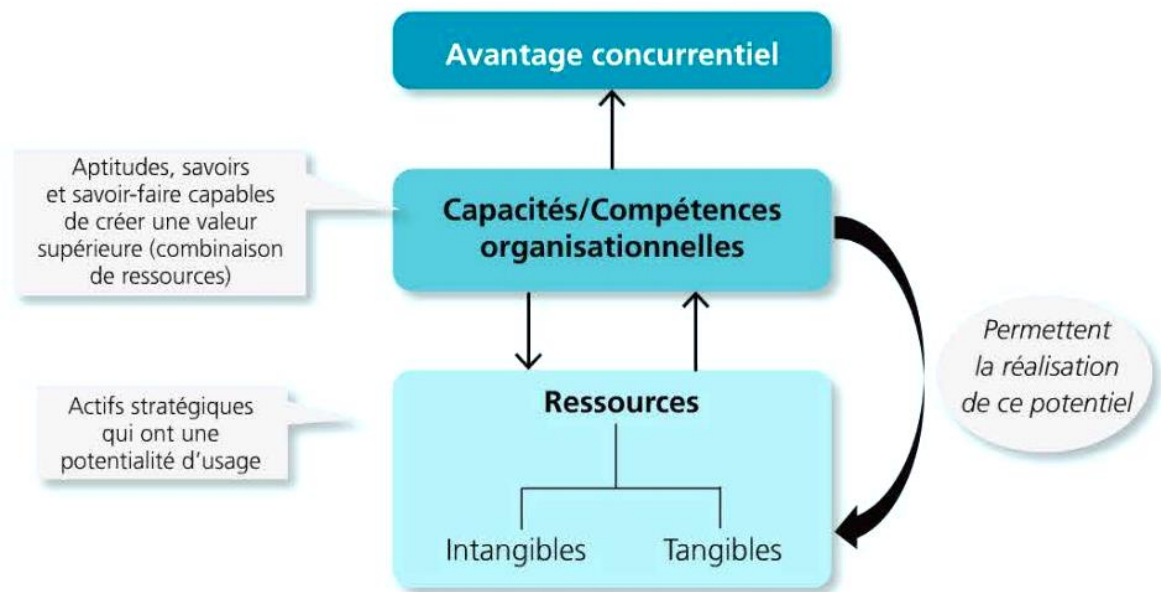 Avantage concurrentiel
Aptitudes, savoirs
et savoir-faire capables
de créer une valeur
supérieure (combinaison
de ressources)
Capacités/Compétences
organisationnelles
Permettent
la réalisation
de ce potentiel
Actifs stratégiques
qui ont une
potentialité d'usage
Ressources
Intangibles
Tangibles